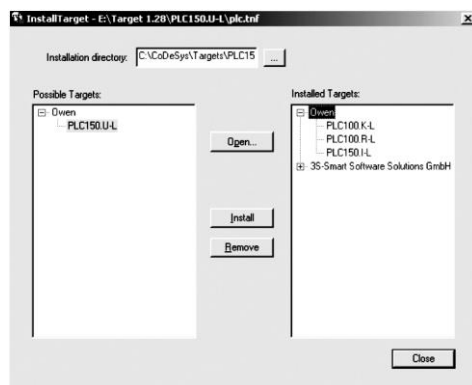 InstallTarget - E:\Target 1.28\PLC150.U-L\plc.tnf
Installation directory: C:\CoDeSys\Targets\PLC15 ...
Possible Targets:
Owen
PLC150.U-L
Open...
Install
Remove
Installed Targets:
Owen
PLC100.K-L
PLC100.R-L
PLC150.I-L
3S-Smart Software Solutions GmbH
Close